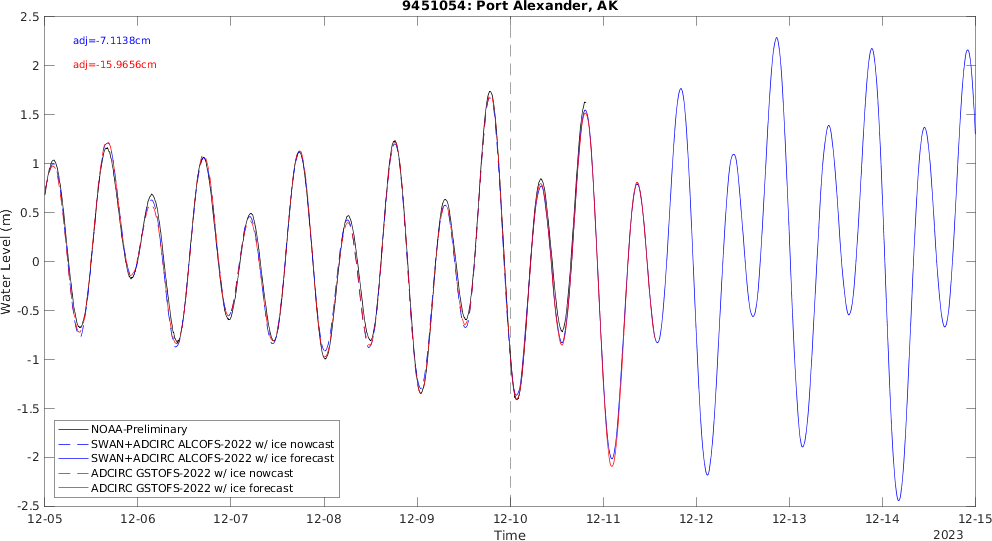 9451054: Port Alexander, AK
adj=-7.1138cm
adj=-15.9656cm
Water Level (m)
2.5
2
1.5
1
0.5
0
-0.5
-1
-1.5
-2
-2.5
NOAA-Preliminary
SWAN+ADCIRC ALCOFS-2022 w/ ice nowcast
SWAN+ADCIRC ALCOFS-2022 w/ ice forecast
ADCIRC GSTOFS-2022 w/ ice nowcast
ADCIRC GSTOFS-2022 w/ ice forecast
12-05 12-06 12-07 12-08 12-09 12-10 12-11 12-12 12-13 12-14 12-15
Time
2023